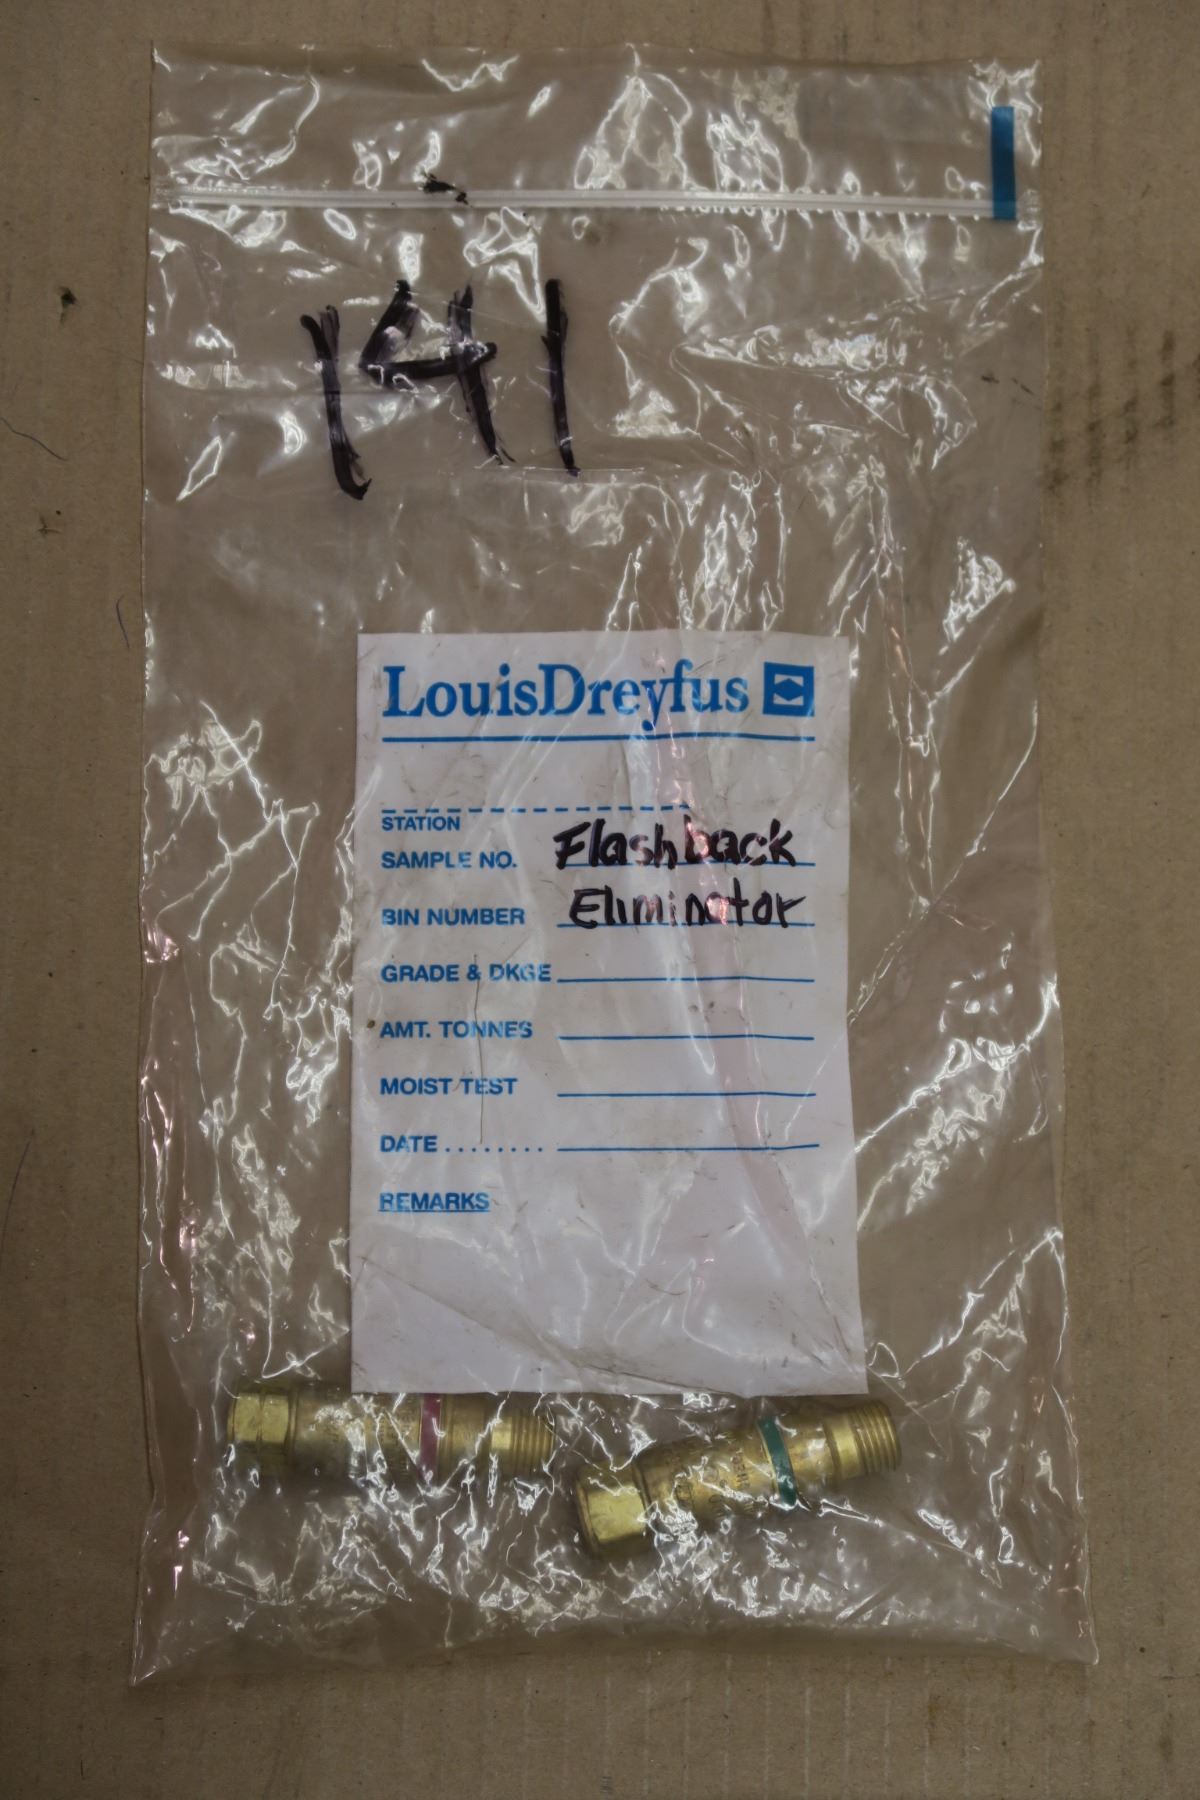 141
LouisDreyfus
STATION
SAMPLE NO. Flashback
BIN NUMBER Eliminator
GRADE & DKGE
AMT. TONNES
MOIST TEST
DATE ........
REMARKS